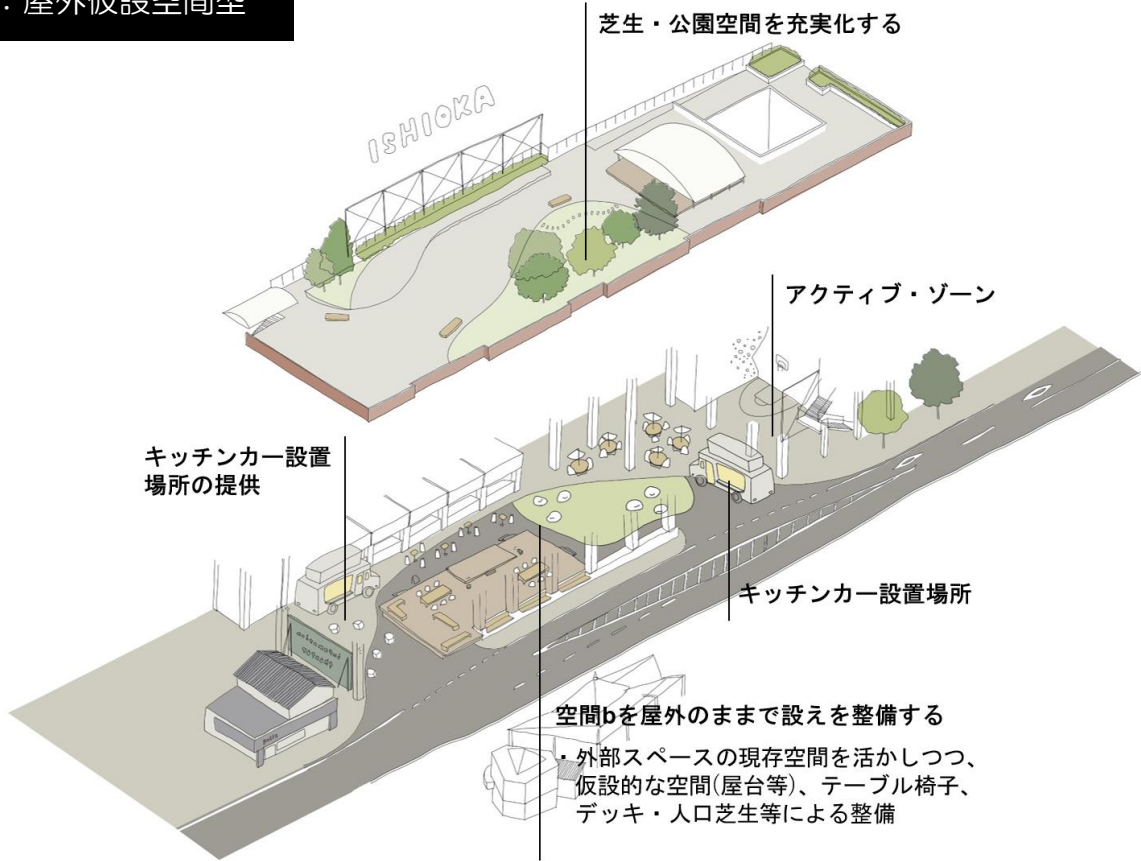 ：屋外仮設空間型
芝生・公園空間を充実化する
ISHIOKA
アクティブ・ゾーン
キッチンカー設置
場所の提供
キッチンカー設置場所
空間bを屋外のままで設えを整備する
・外部スペースの現存空間を活かしつつ、
仮設的な空間(屋台等)、テーブル椅子、
デッキ・人口芝生等による整備